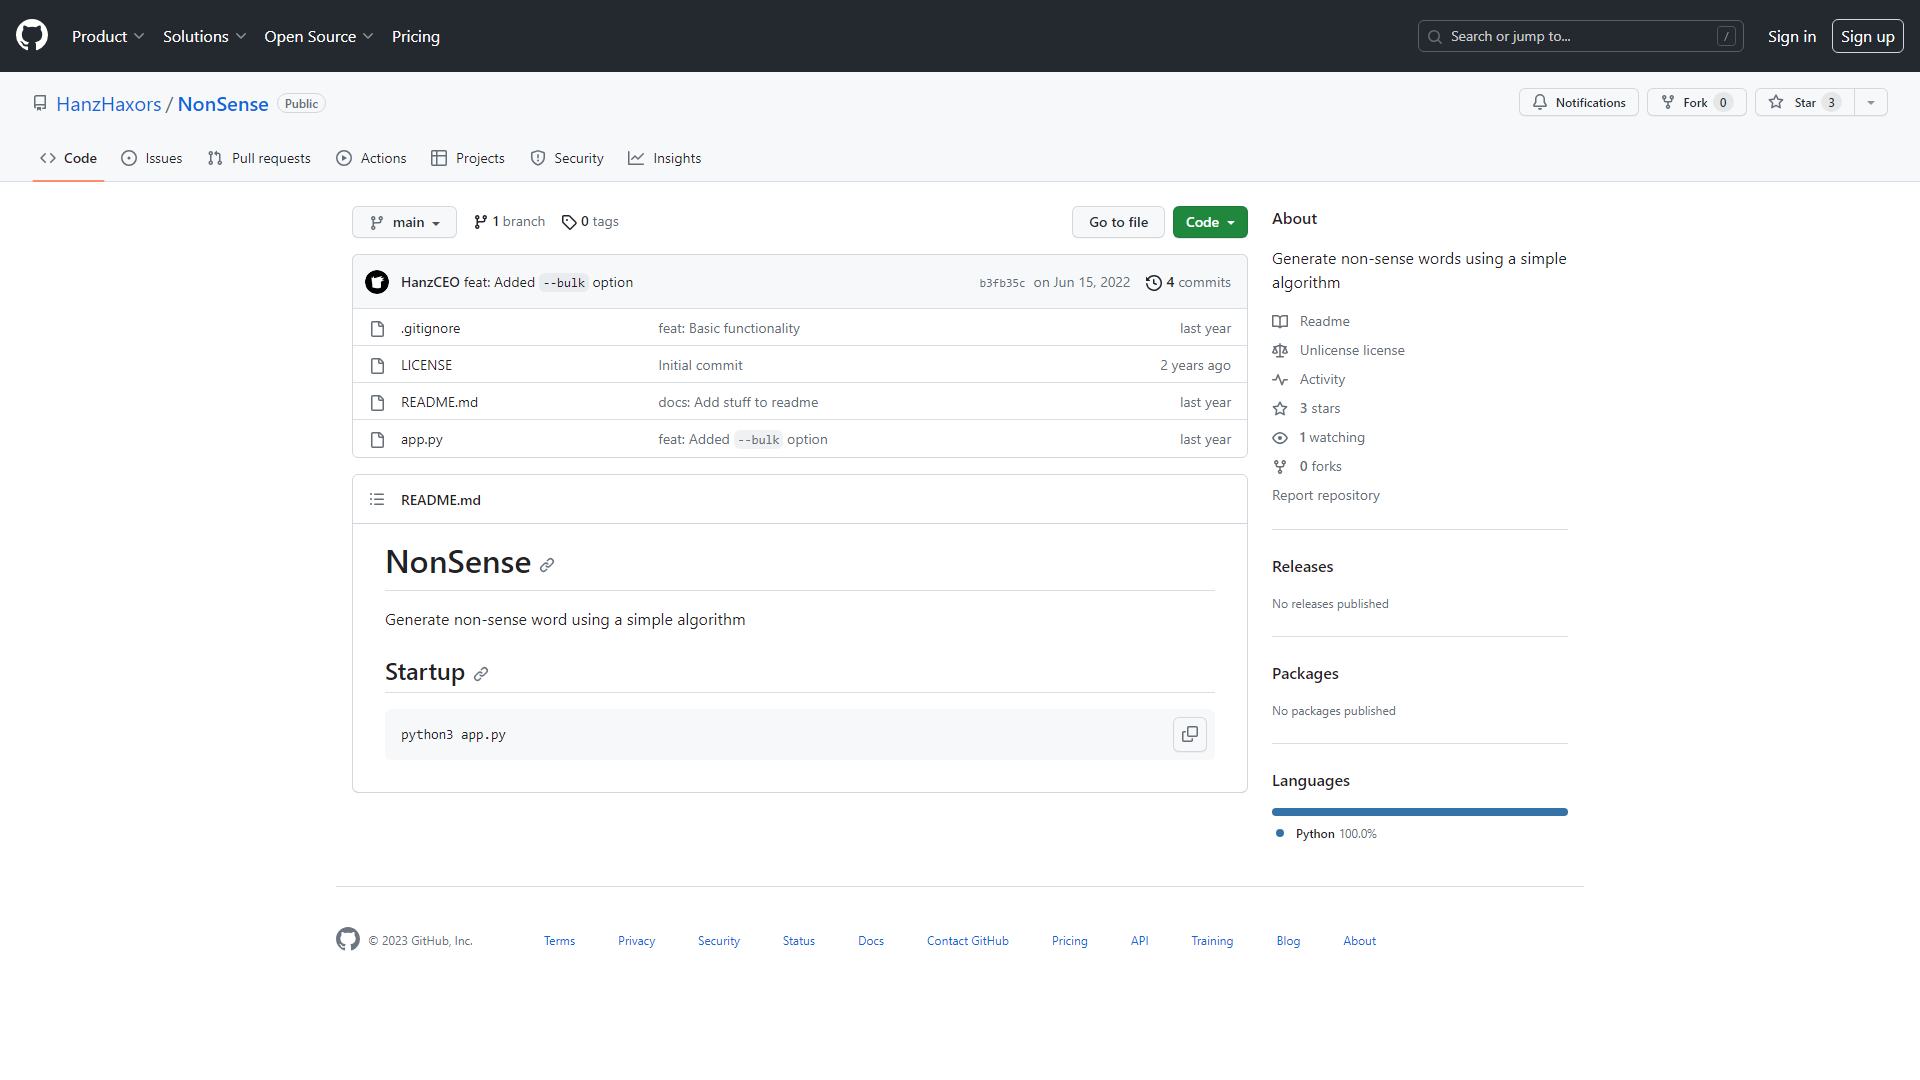 Product Solutions Open Source Pricing Search or jump to... / Sign in Sign up
HanzHaxors / NonSense Public Notifications Fork 0 Star 3
Code Issues Pull requests Actions Projects Security Insights
main 1 branch 0 tags Go to file Code
HanzCEO feat: Added --bulk option b3fb35c on Jun 15, 2022 4 commits
.gitignore feat: Basic functionality last year
LICENSE Initial commit 2 years ago
README.md docs: Add stuff to readme last year
app.py feat: Added --bulk option last year
README.md
NonSense
Generate non-sense word using a simple algorithm
Startup
python3 app.py
About
Generate non-sense words using a simple
algorithm
Readme
Unlicense license
Activity
3 stars
1 watching
0 forks
Report repository
Releases
No releases published
Packages
No packages published
Languages
Python 100.0%
© 2023 GitHub, Inc. Terms Privacy Security Status Docs Contact GitHub Pricing API Training Blog About